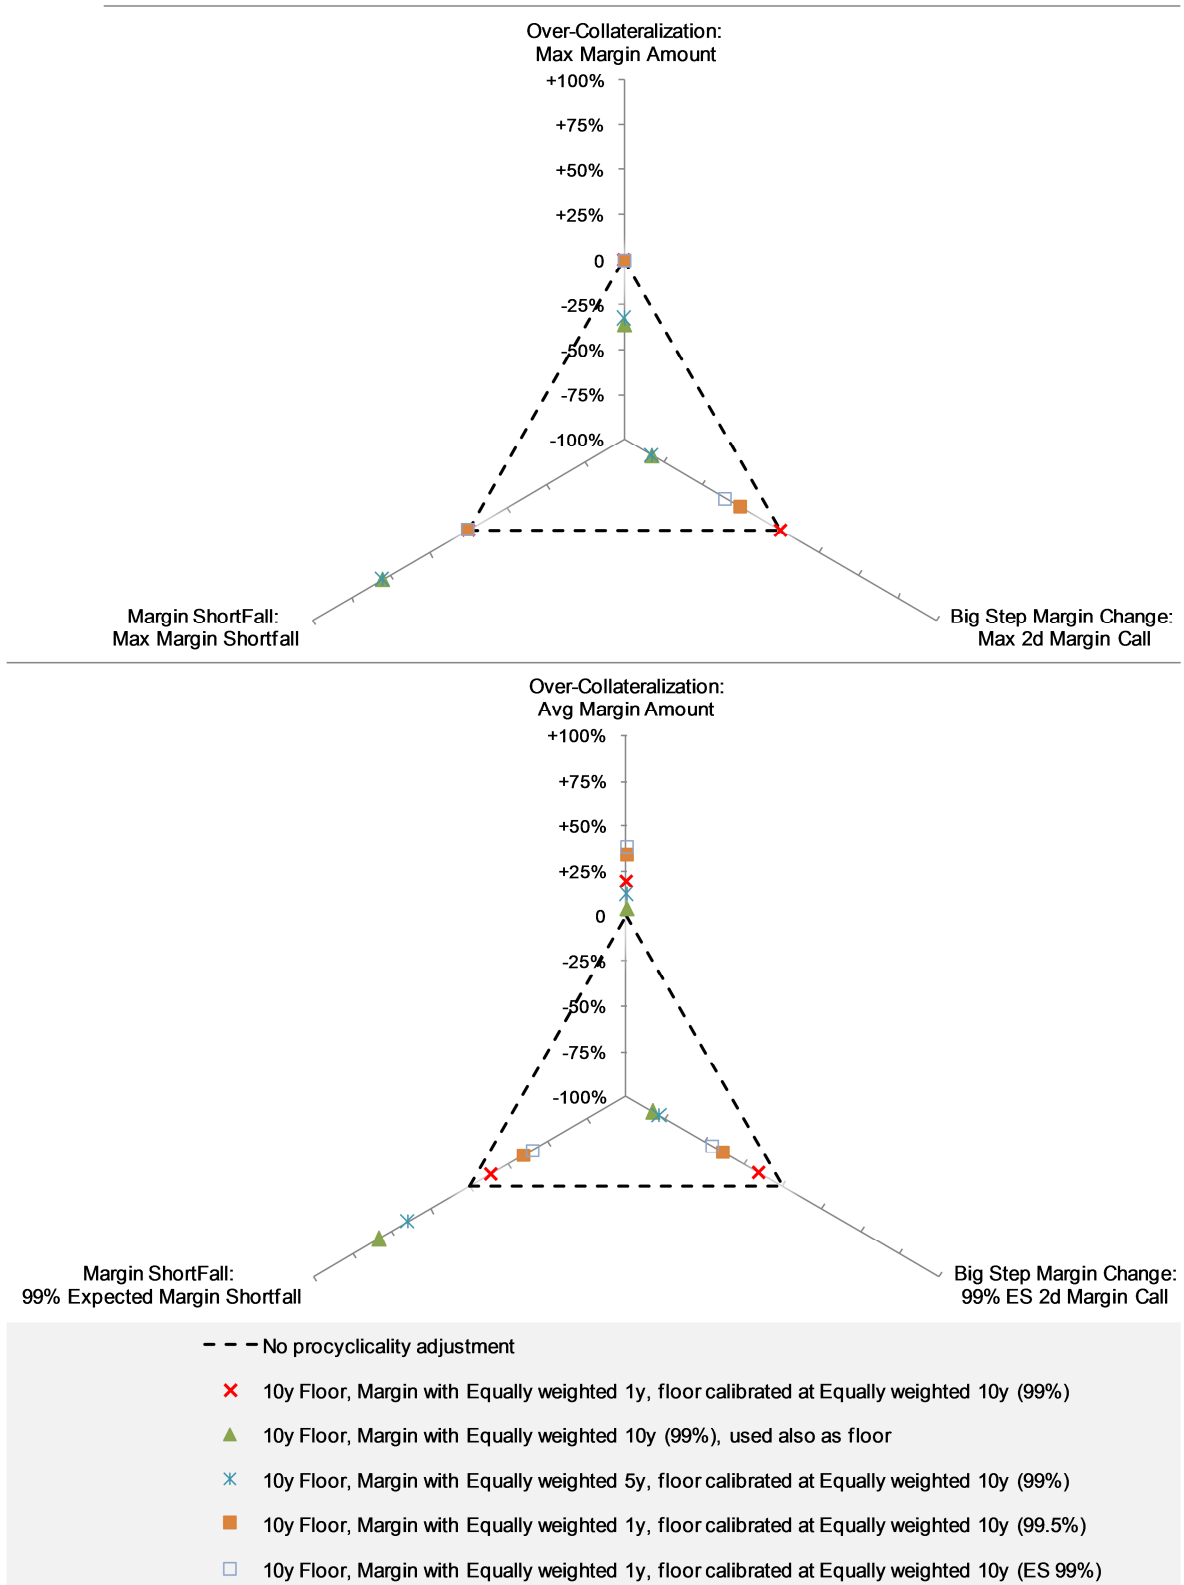 Over-Collateralization:
Max Margin Amount
+100%
+75%
+50%
+25%
0
-25%
-50%
-75%
-100%
Margin ShortFall:
Max Margin Shortfall
Big Step Margin Change:
Max 2d Margin Call
Over-Collateralization:
Avg Margin Amount
+100%
+75%
+50%
+25%
0
-25%
-50%
-75%
-100%
Margin ShortFall:
99% Expected Margin Shortfall
Big Step Margin Change:
99% ES 2d Margin Call
No procyclicality adjustment
10y Floor, Margin with Equally weighted 1y, floor calibrated at Equally weighted 10y (99%)
10y Floor, Margin with Equally weighted 10y (99%), used also as floor
10y Floor, Margin with Equally weighted 5y, floor calibrated at Equally weighted 10y (99%)
10y Floor, Margin with Equally weighted 1y, floor calibrated at Equally weighted 10y (99.5%)
10y Floor, Margin with Equally weighted 1y, floor calibrated at Equally weighted 10y (ES 99%)